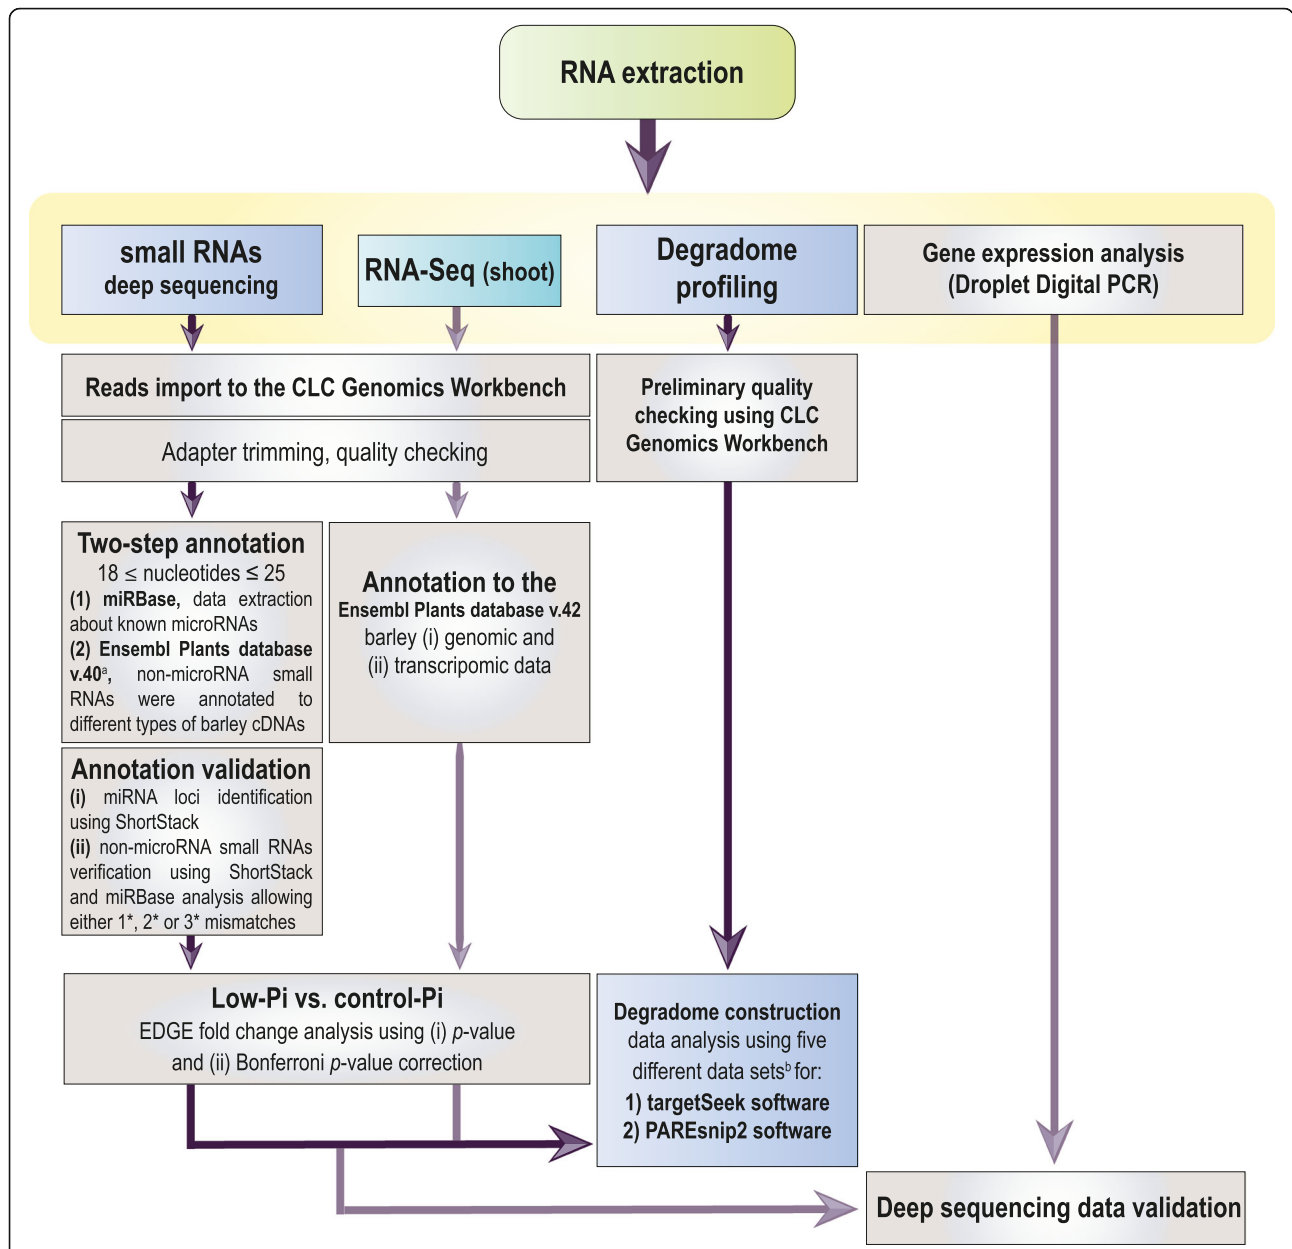 RNA extraction
small RNAs
deep sequencing
RNA-Seq (shoot)
Degradome
profiling
Gene expression analysis
(Droplet Digital PCR)
Reads import to the CLC Genomics Workbench
Adapter trimming, quality checking
Preliminary quality
checking using CLC
Genomics Workbench
Two-step annotation
18 ≤ nucleotides ≤ 25
(1) miRBase, data extraction
about known microRNAs
(2) Ensembl Plants database
v.40ᵃ, non-microRNA small
RNAs were annotated to
different types of barley cDNAs
Annotation to the
Ensembl Plants database v.42
barley (i) genomic and
(ii) transcripomic data
Annotation validation
(i) miRNA loci identification
using ShortStack
(ii) non-microRNA small RNAs
verification using ShortStack
and miRBase analysis allowing
either 1*, 2* or 3* mismatches
Low-Pi vs. control-Pi
EDGE fold change analysis using (i) p-value
and (ii) Bonferroni p-value correction
Degradome construction
data analysis using five
different data setsᵇ for:
1) targetSeek software
2) PAREsnip2 software
Deep sequencing data validation